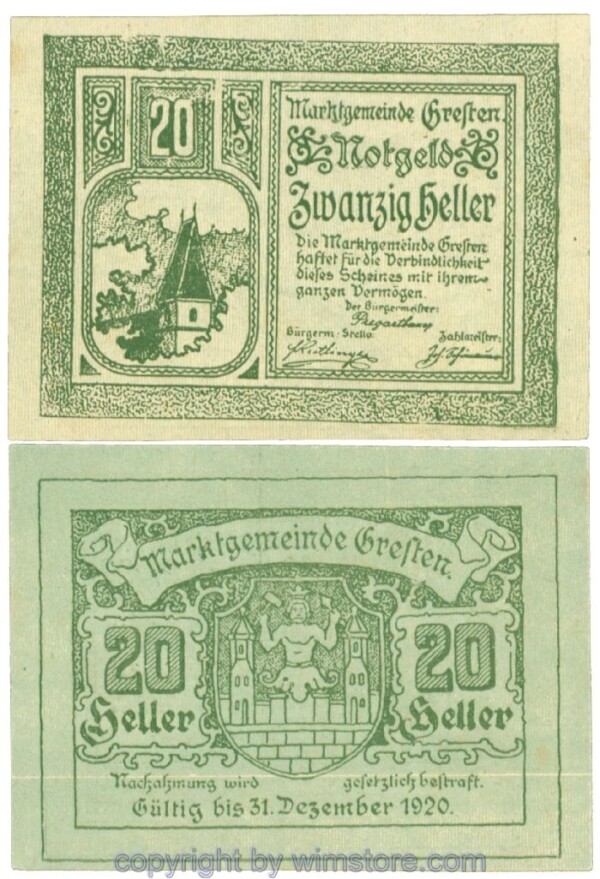 20
Marktgemeinde Gresten.
Notgeld
Zwanzig Heller
Die Marktgemeinde Gresten
haftet für die Verbindlichkeit
dieses Scheines mit ihrem
ganzen Vermögen.
Der Bürgermeister:
Bürgerm: Stellv: Zahlmeister:
Marktgemeinde Gresten.
20 20
Heller Heller
Nachahmung wird gesetzlich bestraft.
Gültig bis 31. Dezember 1920.
copyright by wimstore.com